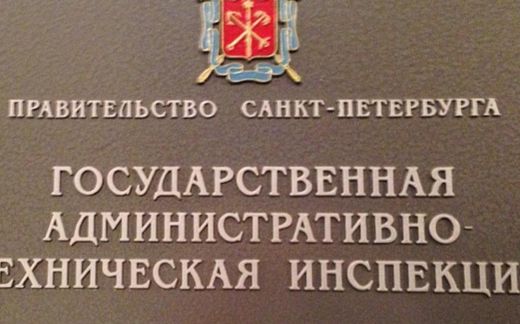 ПРАВИТЕЛЬСТВО САНКТ-ПЕТЕРБУРГА
ГОСУДАРСТВЕННАЯ
АДМИНИСТРАТИВНО-
ЕХНИЧЕСКАЯ ИНСПЕКЦИ